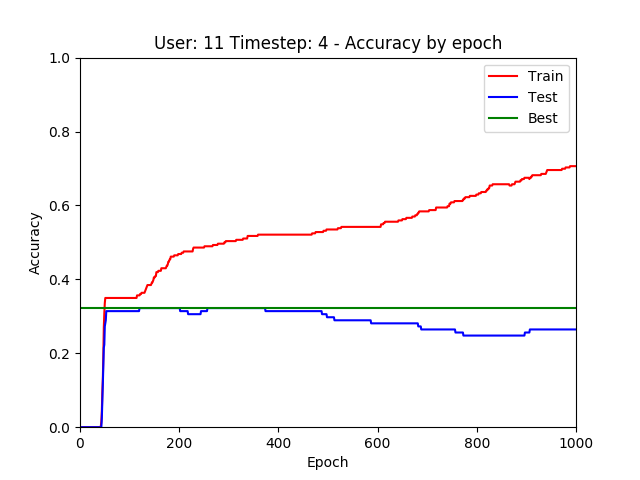 User: 11 Timestep: 4 - Accuracy by epoch
1.0
0.8
0.6
0.4
0.2
0.0
Accuracy
Train
Test
Best
0 200 400 600 800 1000
Epoch